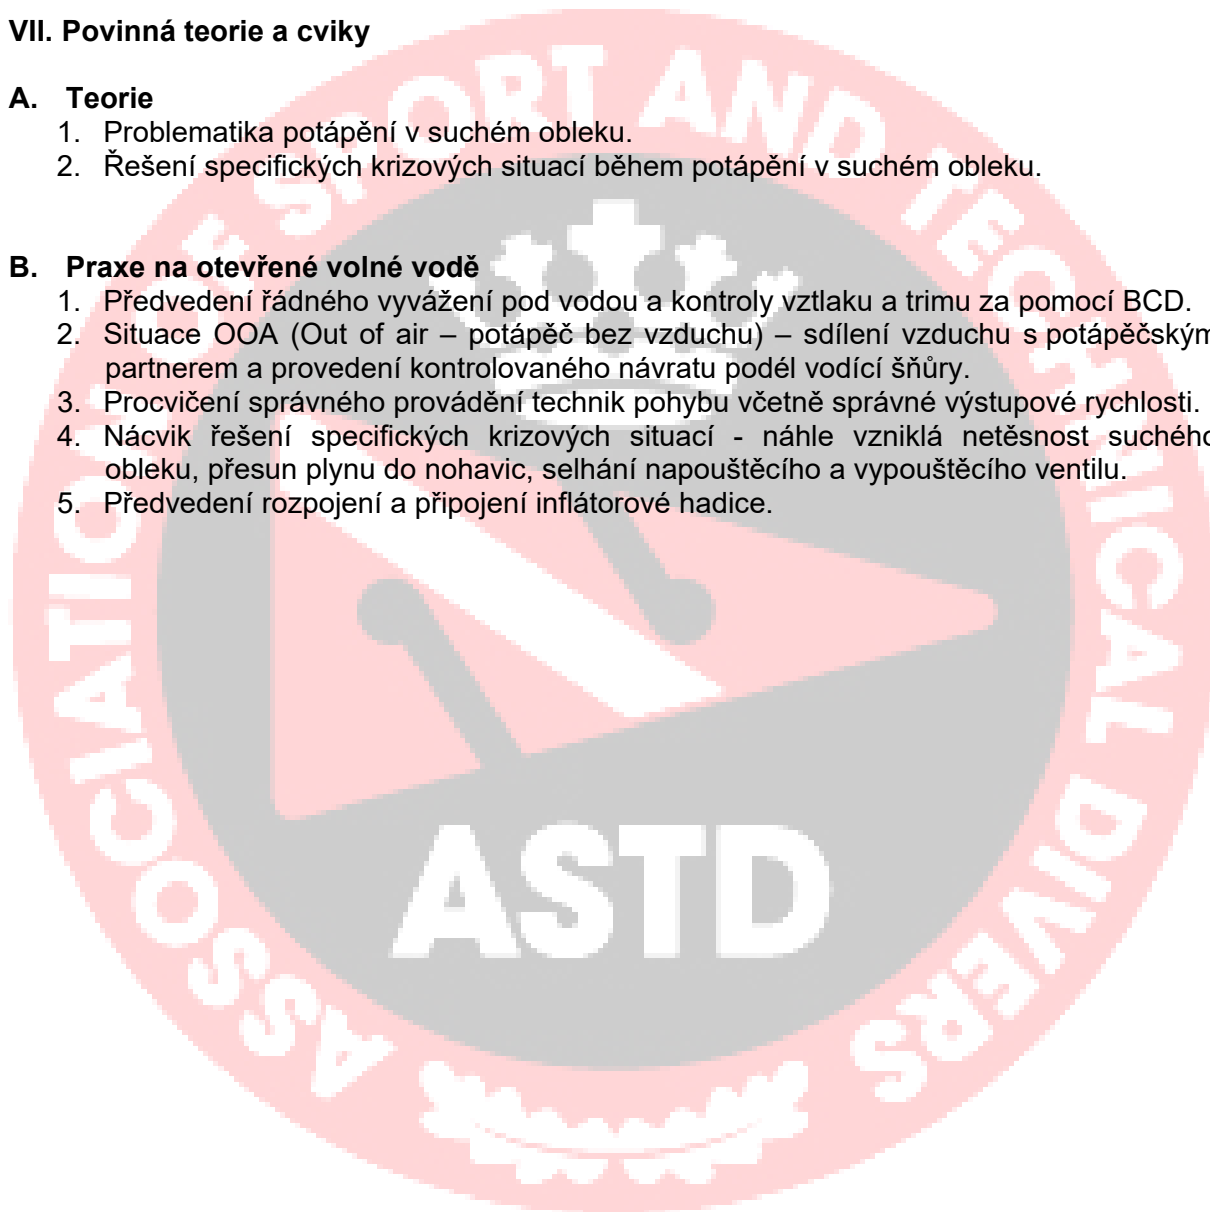 VII. Povinná teorie a cviky
A. Teorie
1. Problematika potápění v suchém obleku.
2. Řešení specifických krizových situací během potápění v suchém obleku.
B. Praxe na otevřené volné vodě
1. Předvedení řádného vyvážení pod vodou a kontroly vztlaku a trimu za pomocí BCD.
2. Situace OOA (Out of air – potápěč bez vzduchu) – sdílení vzduchu s potápěčským
partnerem a provedení kontrolovaného návratu podél vodící šňůry.
3. Procvičení správného provádění technik pohybu včetně správné výstupové rychlosti.
4. Nácvik řešení specifických krizových situací - náhle vzniklá netěsnost suchého
obleku, přesun plynu do nohavic, selhání napouštěcího a vypouštěcího ventilu.
5. Předvedení rozpojení a připojení inflátorové hadice.
ASSOCIATION OF SPORT AND TECHNICAL DIVERS
ASTD